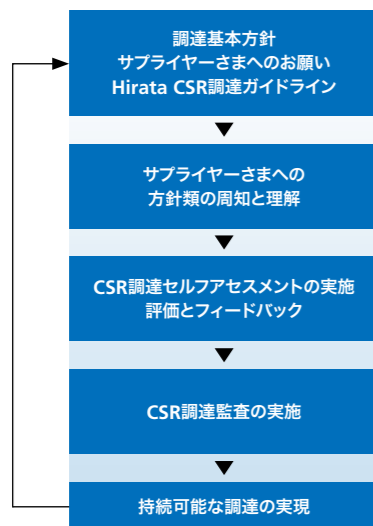 調達基本方針
サプライヤーさまへのお願い
Hirata CSR調達ガイドライン
サプライヤーさまへの
方針類の周知と理解
CSR調達セルフアセスメントの実施
評価とフィードバック
CSR調達監査の実施
持続可能な調達の実現